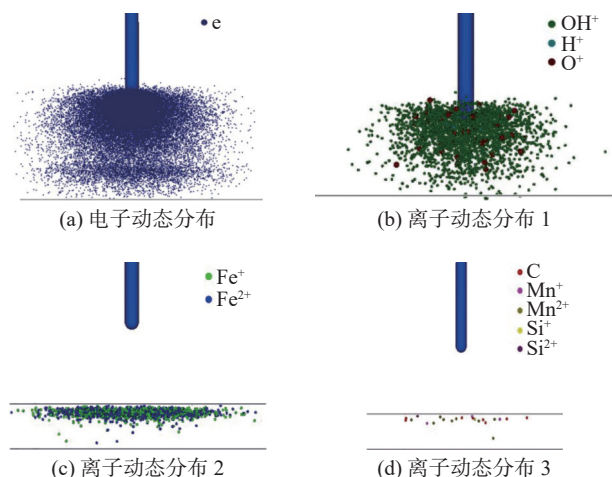 e
OH⁺
H⁺
O⁺
(a) 电子动态分布
(b) 离子动态分布 1
Fe⁺
Fe²⁺
C
Mn⁺
Mn²⁺
Si⁺
Si²⁺
(c) 离子动态分布 2
(d) 离子动态分布 3